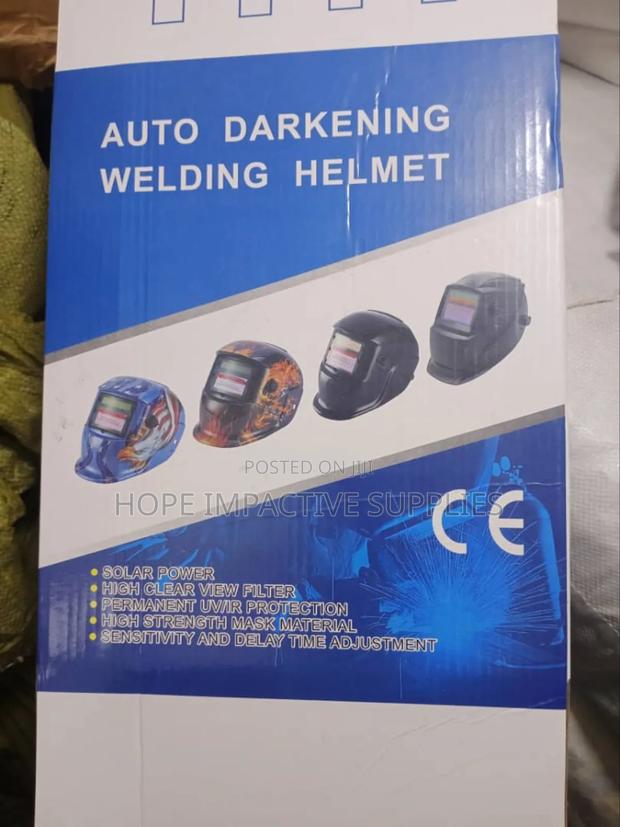 AUTO DARKENING
WELDING HELMET
POSTED ON JIJI
HOPE IMPACTIVE SUPPLIES
CE
• SOLAR POWER
• HIGH CLEAR VIEW FILTER
• PERMANENT UV/IR PROTECTION
• HIGH STRENGTH MASK MATERIAL
• SENSITIVITY AND DELAY TIME ADJUSTMENT